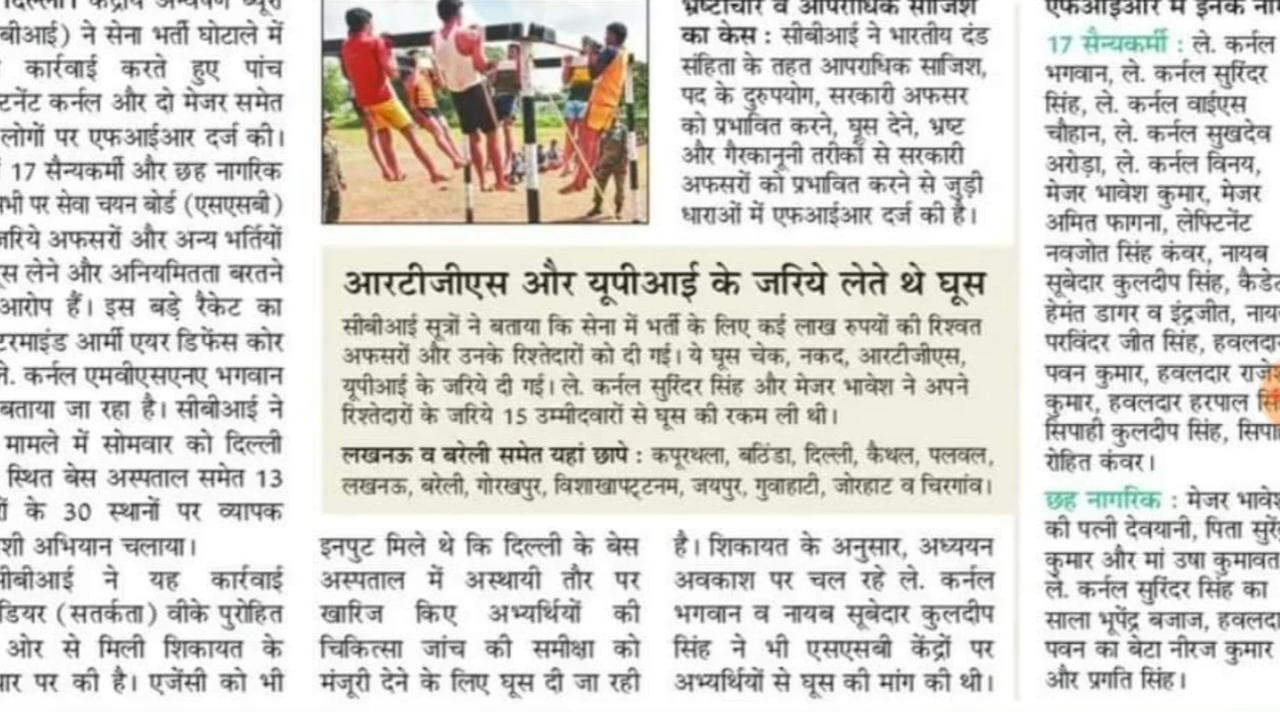 दिल्ली। केंद्रीय अन्वेषण ब्यूरो
बीआई) ने सेना भर्ती घोटाले में
कार्रवाई करते हुए पांच
टनेंट कर्नल और दो मेजर समेत
लोगों पर एफआईआर दर्ज की।
17 सैन्यकर्मी और छह नागरिक
भी पर सेवा चयन बोर्ड (एसएसबी)
जरिये अफसरों और अन्य भर्तियों
स लेने और अनियमितता बरतने
आरोप हैं। इस बड़े रैकेट का
टरमाइंड आर्मी एयर डिफेंस कोर
ले. कर्नल एमवीएसएनए भगवान
बताया जा रहा है। सीबीआई ने
मामले में सोमवार को दिल्ली
स्थित बेस अस्पताल समेत 13
ों के 30 स्थानों पर व्यापक
शी अभियान चलाया।
ीबीआई ने यह कार्रवाई
डियर (सतर्कता) वीके पुरोहित
ओर से मिली शिकायत के
ार पर की है। एजेंसी को भी
इनपुट मिले थे कि दिल्ली के बेस
अस्पताल में अस्थायी तौर पर
खारिज किए अभ्यर्थियों की
चिकित्सा जांच की समीक्षा को
मंजूरी देने के लिए घूस दी जा रही
है। शिकायत के अनुसार, अध्ययन
अवकाश पर चल रहे ले. कर्नल
भगवान व नायब सूबेदार कुलदीप
सिंह ने भी एसएसबी केंद्रों पर
अभ्यर्थियों से घूस की मांग की थी।
भ्रष्टाचार व आपराधिक साजिश
का केस : सीबीआई ने भारतीय दंड
संहिता के तहत आपराधिक साजिश,
पद के दुरुपयोग, सरकारी अफसर
को प्रभावित करने, घूस देने, भ्रष्ट
और गैरकानूनी तरीकों से सरकारी
अफसरों को प्रभावित करने से जुड़ी
धाराओं में एफआईआर दर्ज की है।
आरटीजीएस और यूपीआई के जरिये लेते थे घूस
सीबीआई सूत्रों ने बताया कि सेना में भर्ती के लिए कई लाख रुपयों की रिश्वत
अफसरों और उनके रिश्तेदारों को दी गई। ये घूस चेक, नकद, आरटीजीएस,
यूपीआई के जरिये दी गई। ले. कर्नल सुरिंदर सिंह और मेजर भावेश ने अपने
रिश्तेदारों के जरिये 15 उम्मीदवारों से घूस की रकम ली थी।
लखनऊ व बरेली समेत यहां छापे : कपूरथला, बठिंडा, दिल्ली, कैथल, पलवल,
लखनऊ, बरेली, गोरखपुर, विशाखापट्टनम, जयपुर, गुवाहाटी, जोरहाट व चिरगांव।
एफआईआर में इनके नाम
17 सैन्यकर्मी : ले. कर्नल
भगवान, ले. कर्नल सुरिंदर
सिंह, ले. कर्नल वाईएस
चौहान, ले. कर्नल सुखदेव
अरोड़ा, ले. कर्नल विनय,
मेजर भावेश कुमार, मेजर
अमित फागना, लेफ्टिनेंट
नवजोत सिंह कंवर, नायब
सूबेदार कुलदीप सिंह, कैडेट
हेमंत डागर व इंद्रजीत, नाय
परविंदर जीत सिंह, हवलदार
पवन कुमार, हवलदार राजेश
कुमार, हवलदार हरपाल सिं
सिपाही कुलदीप सिंह, सिपा
रोहित कंवर।
छह नागरिक : मेजर भावेश
की पत्नी देवयानी, पिता सुरें
कुमार और मां उषा कुमावत
ले. कर्नल सुरिंदर सिंह का
साला भूपेंद्र बजाज, हवलदा
पवन का बेटा नीरज कुमार
और प्रगति सिंह।